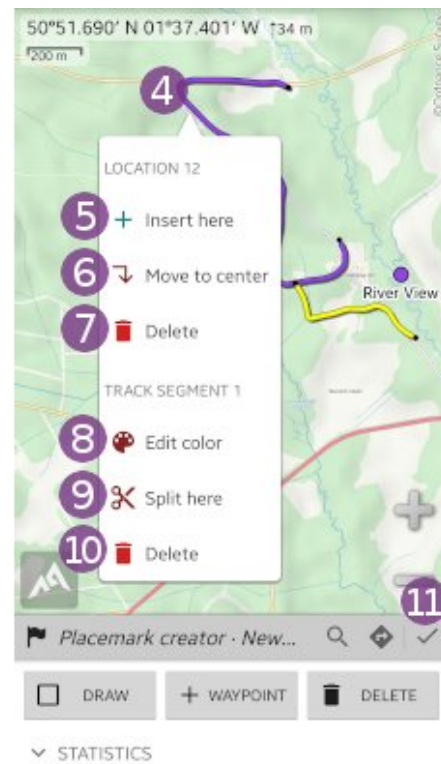 50°51.690′ N 01°37.401′ W ↑34 m
200 m
4
LOCATION 12
5 + Insert here
6 Move to center
7 Delete
River View
TRACK SEGMENT 1
8 Edit color
9 Split here
10 Delete
11
Placemark creator · New...
DRAW + WAYPOINT DELETE
STATISTICS